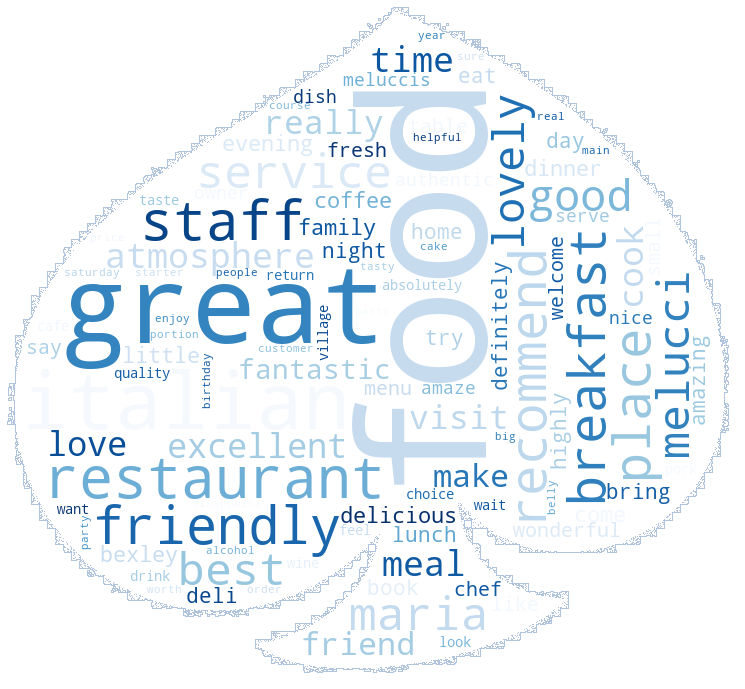 year
time
sure
meluccis
eat
dish
course
really
table
helpful
real
evening
fresh
day
main
service
authentic
dinner
lovely
food
good
taste
owner
coffee
serve
staff
family
home
welcome
cook
small
price
atmosphere
night
cake
nice
saturday
starter
people
return
tasty
absolutely
definitely
recommend
breakfast
place
melucci
amazing
great
enjoy
portion
village
try
cafe
say
little
customer
quality
birthday
fantastic
menu
amaze
highly
italian
visit
love
excellent
big
restaurant
make
bring
want
choice
wait
belly
party
friendly
delicious
feel
come
wonderful
bexley
alcohol
lunch
drink
best
wine
meal
worth
order
deli
book
chef
maria
like
friend
look